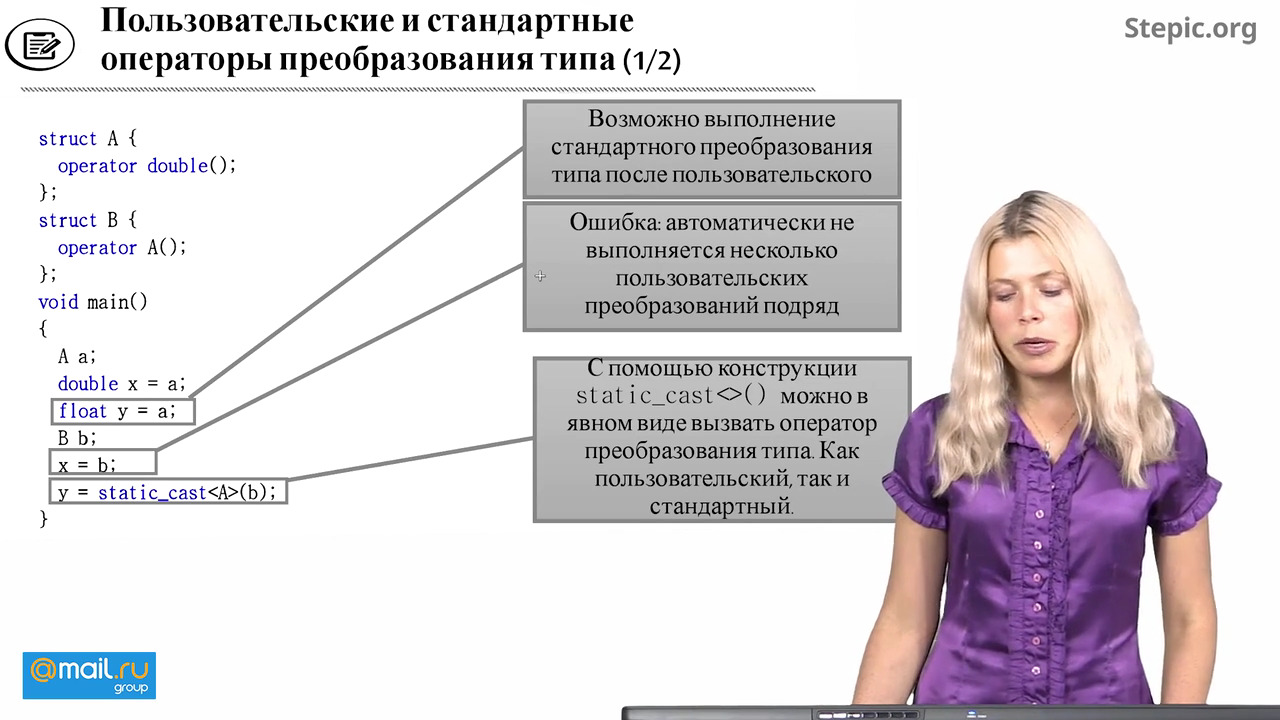 Пользовательские и стандартные
операторы преобразования типа (1/2)
Stepic.org
struct A {
operator double();
};
struct B {
operator A();
};
void main()
{
A a;
double x = a;
float y = a;
B b;
x = b;
y = static_cast<A>(b);
}
Возможно выполнение
стандартного преобразования
типа после пользовательского
Ошибка: автоматически не
выполняется несколько
пользовательских
преобразований подряд
С помощью конструкции
static_cast<>() можно в
явном виде вызвать оператор
преобразования типа. Как
пользовательский, так и
стандартный.
@mail.ru
group